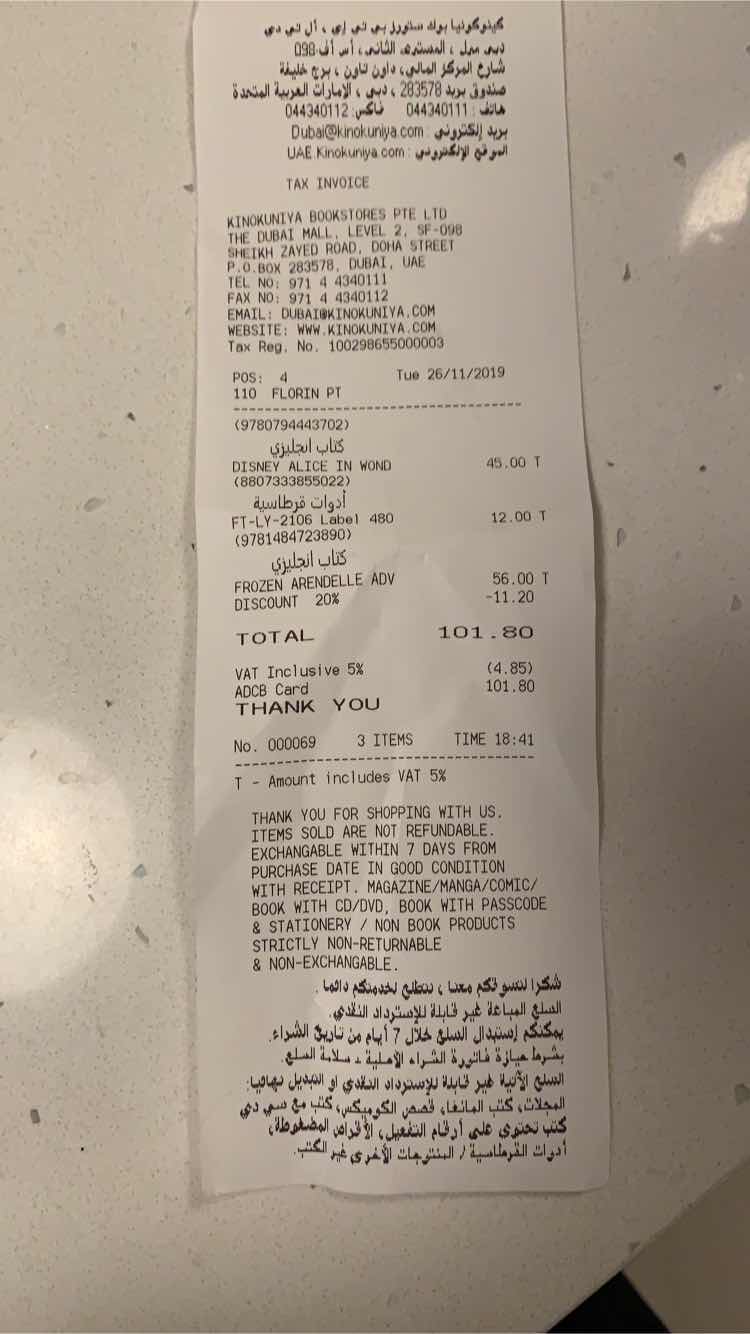 كينوكونيا بوك ستورز بي تي إي ، أل تي دي
دبي مول ، المستوى الثاني ، أس أف-098
شارع المركز المالي، داون تاون ، برج خليفة
صندوق بريد 283578 ، دبي ، الإمارات العربية المتحدة
هاتف : 044340111 فاكس: 044340112
بريد إلكتروني : Dubai@kinokuniya.com
الموقع الإلكتروني : UAE.Kinokuniya.com
TAX INVOICE
KINOKUNIYA BOOKSTORES PTE LTD
THE DUBAI MALL, LEVEL 2, SF-098
SHEIKH ZAYED ROAD, DOHA STREET
P.O.BOX 283578, DUBAI, UAE
TEL NO: 971 4 4340111
FAX NO: 971 4 4340112
EMAIL: DUBAI@KINOKUNIYA.COM
WEBSITE: WWW.KINOKUNIYA.COM
Tax Reg. No. 100298655000003
POS: 4 Tue 26/11/2019
110 FLORIN PT
(9780794443702)
كتاب انجليزي
DISNEY ALICE IN WOND 45.00 T
(8807333855022)
أدوات قرطاسية
FT-LY-2106 Label 480 12.00 T
(9781484723890)
كتاب انجليزي
FROZEN ARENDELLE ADV 56.00 T
DISCOUNT 20% -11.20
TOTAL 101.80
VAT Inclusive 5% (4.85)
ADCB Card 101.80
THANK YOU
No. 000069 3 ITEMS TIME 18:41
T - Amount includes VAT 5%
THANK YOU FOR SHOPPING WITH US.
ITEMS SOLD ARE NOT REFUNDABLE.
EXCHANGABLE WITHIN 7 DAYS FROM
PURCHASE DATE IN GOOD CONDITION
WITH RECEIPT. MAGAZINE/MANGA/COMIC/
BOOK WITH CD/DVD, BOOK WITH PASSCODE
& STATIONERY / NON BOOK PRODUCTS
STRICTLY NON-RETURNABLE
& NON-EXCHANGABLE.
شكرا لتسوقكم معنا ، نتطلع لخدمتكم دائما .
السلع المباعة غير قابلة للإسترداد النقدي.
يمكنكم إستبدال السلع خلال 7 أيام من تاريخ الشراء.
بشرط حيازة فاتورة الشراء الأصلية ـ سلامة السلع.
السلع الآتية غير قابلة للإسترداد النقدي او التبديل نهائيا:
المجلات، كتب المانغا، قصص الكوميكس، كتب مع سي دي
كتب تحتوي على أرقام التفعيل، الأقراص المضغوطة،
أدوات القرطاسية / المنتوجات الأخرى غير الكتب.